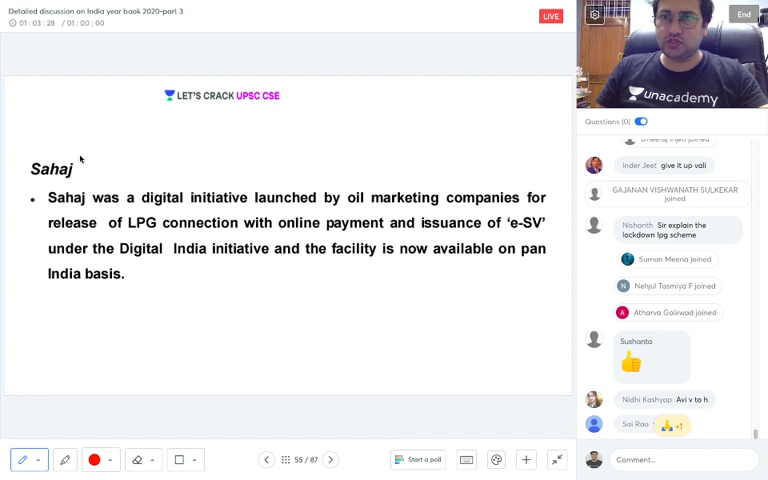 Detailed discussion on India year book 2020-part 3
01 : 03 : 28 / 01 : 00 : 00
LIVE
End
LET'S CRACK UPSC CSE
Sahaj
• Sahaj was a digital initiative launched by oil marketing companies for
release of LPG connection with online payment and issuance of ‘e-SV’
under the Digital India initiative and the facility is now available on pan
India basis.
unacademy
Questions (0)
joined
Inder Jeet give it up vali
GAJANAN VISHWANATH SULKEKAR
joined
Nishanth Sir explain the
lockdown lpg scheme
Suman Meena joined
N Nehjul Tasmiya F joined
A Atharva Gaikwad joined
Sushanta
Nidhi Kashyap Avi v to h
Sai Rao
+1
55 / 87
Start a poll
Comment...